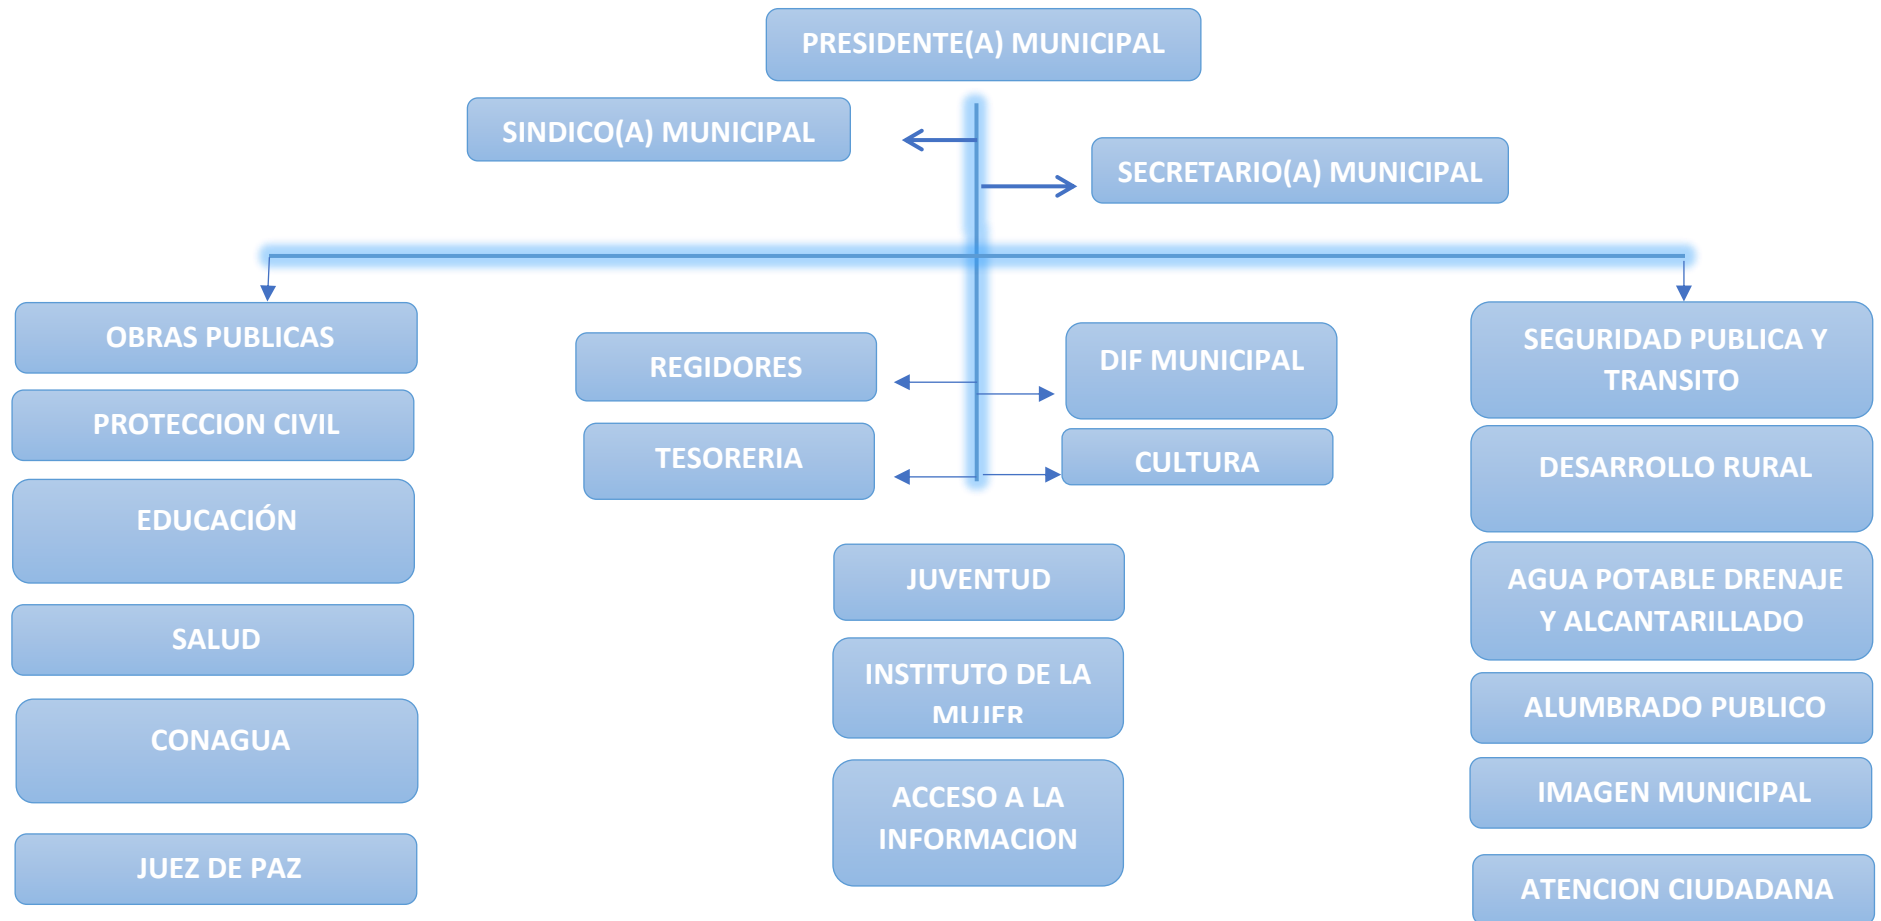 PRESIDENTE(A) MUNICIPAL
SINDICO(A) MUNICIPAL
SECRETARIO(A) MUNICIPAL
OBRAS PUBLICAS
PROTECCION CIVIL
EDUCACIÓN
SALUD
CONAGUA
JUEZ DE PAZ
REGIDORES
TESORERIA
DIF MUNICIPAL
CULTURA
JUVENTUD
INSTITUTO DE LA
MUJER
ACCESO A LA
INFORMACION
SEGURIDAD PUBLICA Y
TRANSITO
DESARROLLO RURAL
AGUA POTABLE DRENAJE
Y ALCANTARILLADO
ALUMBRADO PUBLICO
IMAGEN MUNICIPAL
ATENCION CIUDADANA